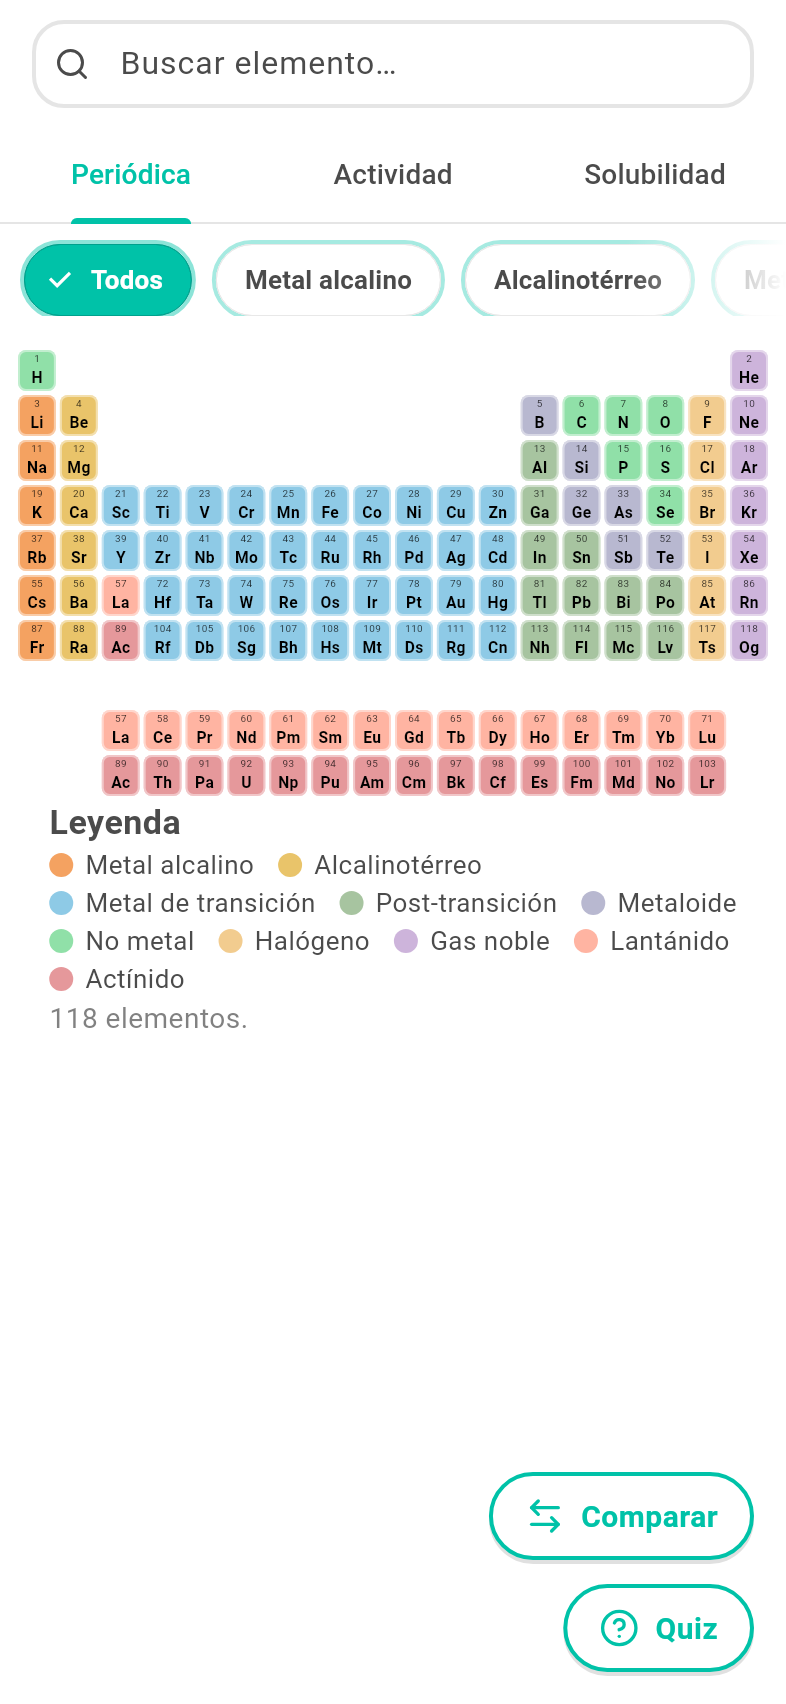 Buscar elemento...
Periódica Actividad Solubilidad
Todos Metal alcalino Alcalinotérreo Me
1 2
H He
3 4 5 6 7 8 9 10
Li Be B C N O F Ne
11 12 13 14 15 16 17 18
Na Mg Al Si P S Cl Ar
19 20 21 22 23 24 25 26 27 28 29 30 31 32 33 34 35 36
K Ca Sc Ti V Cr Mn Fe Co Ni Cu Zn Ga Ge As Se Br Kr
37 38 39 40 41 42 43 44 45 46 47 48 49 50 51 52 53 54
Rb Sr Y Zr Nb Mo Tc Ru Rh Pd Ag Cd In Sn Sb Te I Xe
55 56 57 72 73 74 75 76 77 78 79 80 81 82 83 84 85 86
Cs Ba La Hf Ta W Re Os Ir Pt Au Hg Tl Pb Bi Po At Rn
87 88 89 104 105 106 107 108 109 110 111 112 113 114 115 116 117 118
Fr Ra Ac Rf Db Sg Bh Hs Mt Ds Rg Cn Nh Fl Mc Lv Ts Og
57 58 59 60 61 62 63 64 65 66 67 68 69 70 71
La Ce Pr Nd Pm Sm Eu Gd Tb Dy Ho Er Tm Yb Lu
89 90 91 92 93 94 95 96 97 98 99 100 101 102 103
Ac Th Pa U Np Pu Am Cm Bk Cf Es Fm Md No Lr
Leyenda
Metal alcalino Alcalinotérreo
Metal de transición Post-transición Metaloide
No metal Halógeno Gas noble Lantánido
Actínido
118 elementos.
Comparar
Quiz